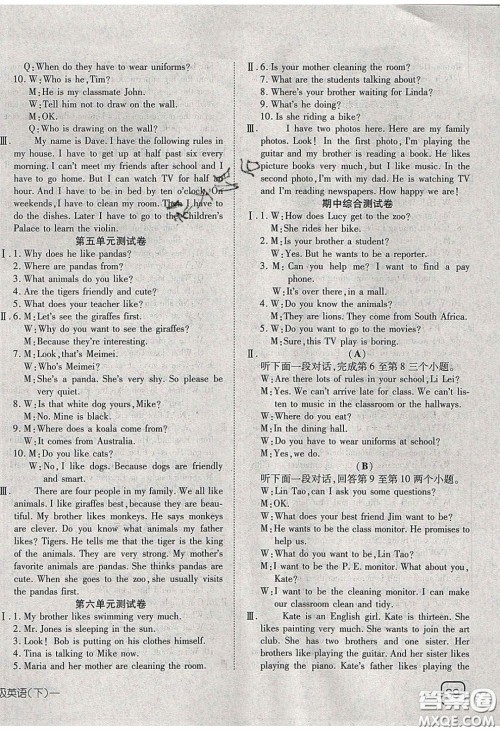 Q: When do they have to wear uniforms?
10. W: Who is he, Tim?
M: He is my classmate John.
W: Tell him not to draw on the wall.
M: OK.
Q: Who is drawing on the wall?
Ⅲ. My name is Dave. I have the following rules in
my house. I have to get up at half past six every
morning. I can't meet my friends after school and I
have to go home. But I can watch TV for half an
hour. And I have to be in bed by ten o'clock. On
weekends, I have to clean my room. Then I have to
do the dishes. Later I have to go to the Children's
Palace to learn the violin.
第五单元测试卷
Ⅰ. 1. Why does he like pandas?
2. Where are pandas from?
3. What animals do you like?
4. Are the tigers friendly and cute?
5. What does your teacher like?
Ⅱ. 6. M: Let's see the giraffes first.
W: Why do you want to see the giraffes?
M: Because they're interesting.
7. M: Look, that's Meimei.
W: Who's Meimei?
M: She's a panda. She's very shy. So please be
very quiet.
8. W: Is that white dog yours, Mike?
M: No. Mine is black.
9. M: Where does a koala come from?
W: It comes from Australia.
10. M: Do you like cats?
W: No, I like dogs. Because dogs are friendly
and smart.
Ⅲ. There are four people in my family. We all like
animals. I like giraffes best, because they are beau-
tiful. My brother likes monkeys. He says monkeys
are clever. Do you know what animals my father
likes? Tigers. He tells me that the tiger is the king
of the animals. They are my father's favorite. My
mother's favorite animals are pandas. She thinks pandas are
cute. When she goes to the zoo, she usually visits
the pandas first.
第六单元测试卷
Ⅰ. 1. My brother likes swimming very much.
2. Mr. Jones is sleeping in the sun.
3. Look! Bob is putting on his clothes himself.
4. Tina is talking to Mike now.
5. Maria and her mother are reading in the room.
级英语(下)一
Ⅱ. 6. Is your mother cleaning the room?
7. What are the students talking about?
8. Where's your brother waiting for Linda?
9. What's he doing?
10. Is she riding a bike?
Ⅲ. I have two photos here. Here are my family
photos. Look! In the first photo, I'm playing the
guitar and my brother is reading a book. He likes
picture books very much, but I like music. In the
second photo, my mother is watching TV with my
dad and I'm reading newspapers. How happy we are!
期中综合测试卷
Ⅰ. 1. W: How does Lucy get to the zoo?
M: She rides her bike.
2. M: Is your brother a student?
W: Yes. But he wants to be a reporter.
3. W: Excuse me. I want to find a pay
phone.
W: It's over there, in a mall.
4. W: Do you know the animals?
M: They are lions. They come from South Africa.
5. W: Do you want to go to the movies?
M: Sure. This TV show is boring.
Ⅱ. (A)
听下面一段对话,完成第 6 至第 8 三个小题。
W: Are there lots of rules in your school, Li Lei?
M: Yes. We can't arrive late for class. We can't lis-
ten to music in the classroom or the hallways.
W: Where do you eat?
M: In the dining hall.
W: Do you have to wear uniforms at school?
M: Yes, we do.
(B)
听下面一段对话,回答第 9 至第 10 两个小题。
W: Lin Tao, can I ask you some questions?
M: OK.
W: What does your best friend Jim want to do?
M: He wants to be the class monitor. He promises to
help us.
W: What do you want to be, Lin Tao?
M: I want to be the P. E. monitor. What about you,
Kate?
W: I want to be the cleaning monitor. I can make
our classroom clean and tidy.
Ⅲ. Kate is an English girl. Kate is thirteen. She
likes chess and singing. She wants to join the art
club. She has two brothers and one sister. Her
brothers like playing the guitar. Her sister likes
playing the piano. Kate's father likes playing the